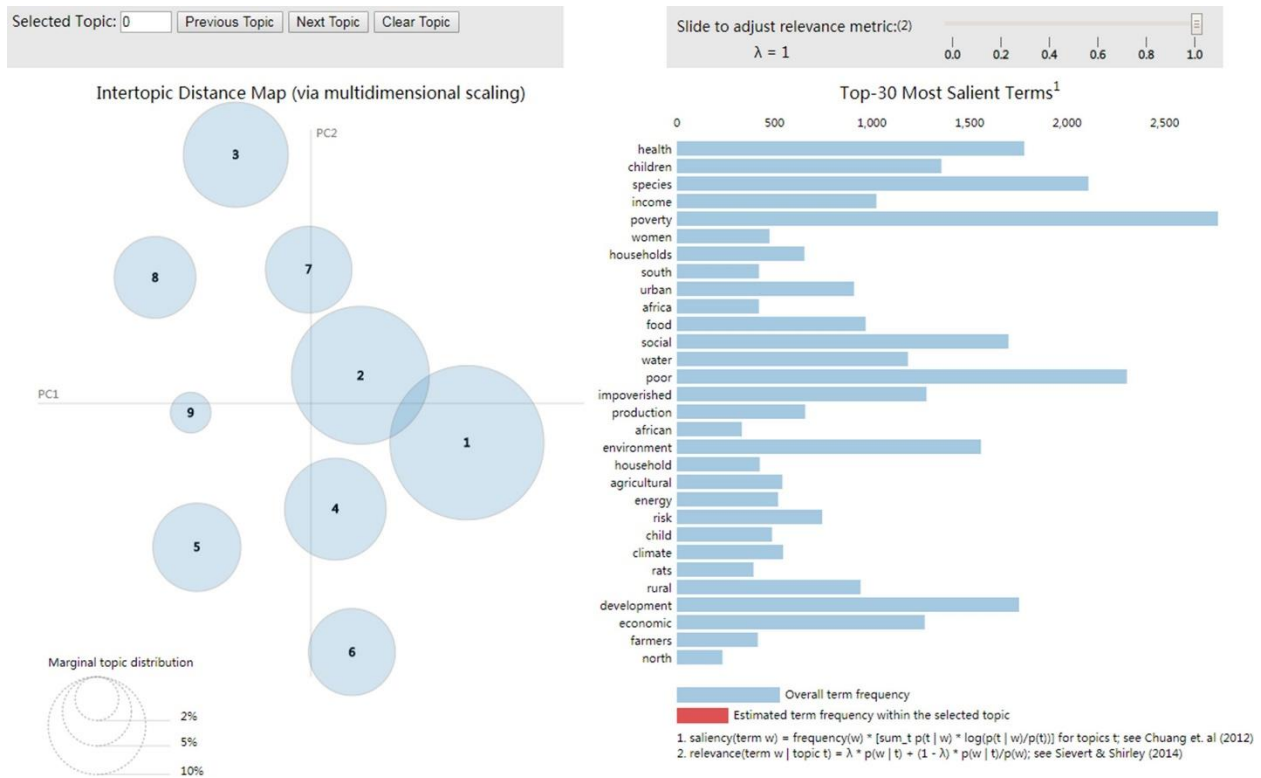 Selected Topic: 0 Previous Topic Next Topic Clear Topic
Slide to adjust relevance metric:(2)
λ = 1
0.0 0.2 0.4 0.6 0.8 1.0
Intertopic Distance Map (via multidimensional scaling)
PC2
PC1
3
7
8
2
9
1
4
5
6
Marginal topic distribution
2%
5%
10%
Top-30 Most Salient Terms1
0 500 1,000 1,500 2,000 2,500
health
children
species
income
poverty
women
households
south
urban
africa
food
social
water
poor
impoverished
production
african
environment
household
agricultural
energy
risk
child
climate
rats
rural
development
economic
farmers
north
Overall term frequency
Estimated term frequency within the selected topic
1. saliency(term w) = frequency(w) * [sum_t p(t | w) * log(p(t | w)/p(t))] for topics t; see Chuang et. al (2012)
2. relevance(term w | topic t) = λ * p(w | t) + (1 - λ) * p(w | t)/p(w); see Sievert & Shirley (2014)